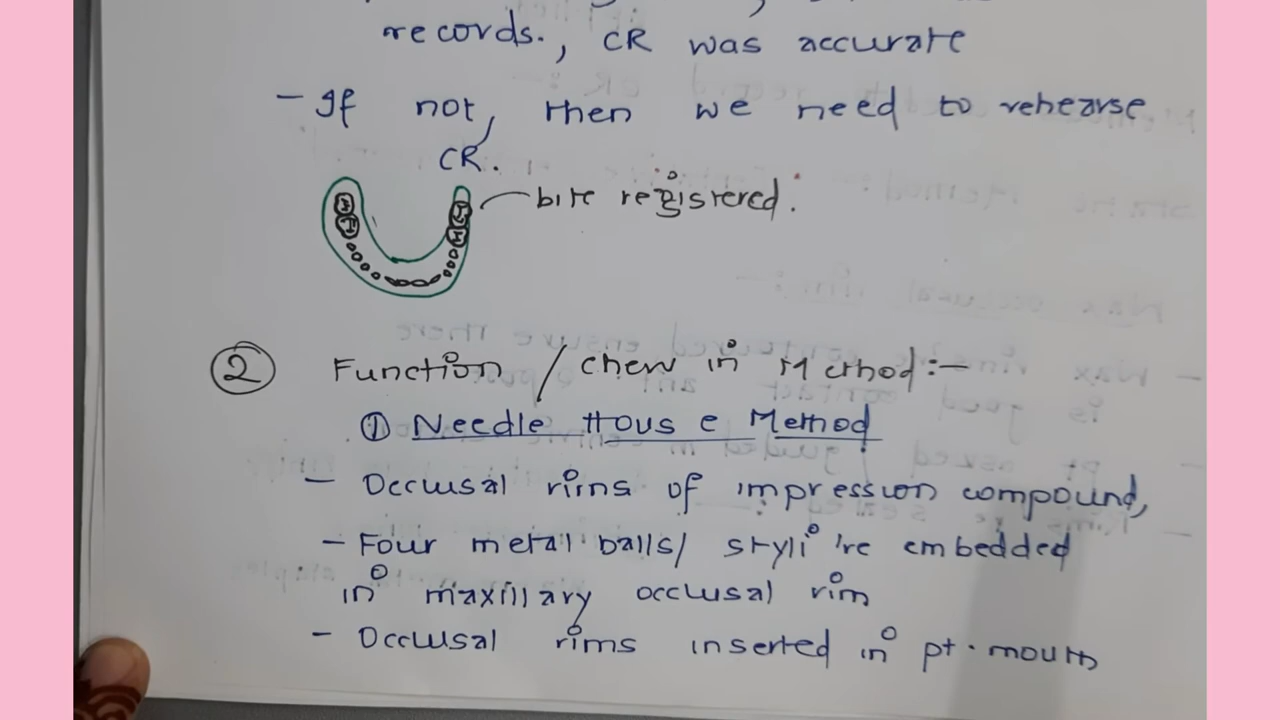 records., CR was accurate
- If not, then we need to rehearse
CR.
bite registered.
② Function / chew in Method :-
① Needle House Method
- Occlusal rims of impression compound,
- Four metal balls/ styli 're embedded
in maxillary occlusal rim
- Occlusal rims inserted in pt. mouth